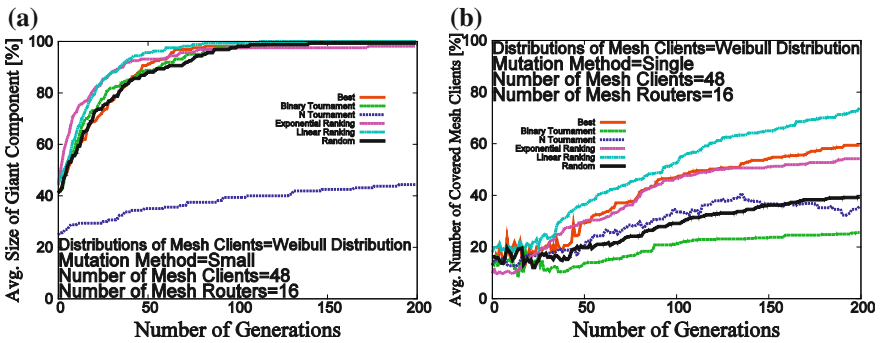 (a)
Avg. Size of Giant Component [%]
100
80
60
40
20
0
Best
Binary Tournament
N Tournament
Exponential Ranking
Linear Ranking
Random
Distributions of Mesh Clients=Weibull Distribution
Mutation Method=Small
Number of Mesh Clients=48
Number of Mesh Routers=16
0 50 100 150 200
Number of Generations
(b)
Avg. Number of Covered Mesh Clients [%]
100
80
60
40
20
0
Distributions of Mesh Clients=Weibull Distribution
Mutation Method=Single
Number of Mesh Clients=48
Number of Mesh Routers=16
Best
Binary Tournament
N Tournament
Exponential Ranking
Linear Ranking
Random
0 50 100 150 200
Number of Generations